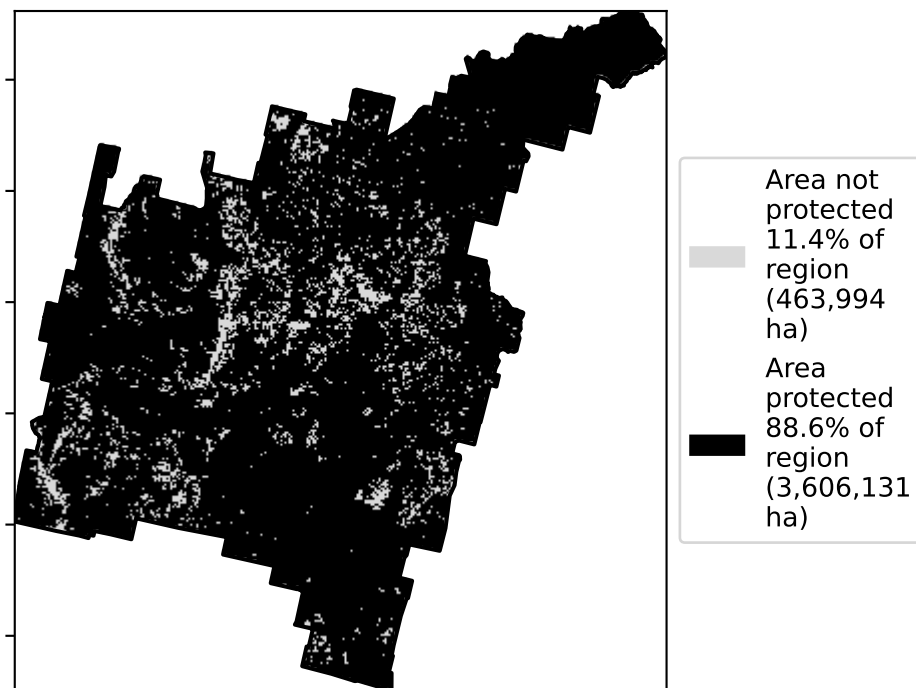 Area not
protected
11.4% of
region
(463,994
ha)
Area
protected
88.6% of
region
(3,606,131
ha)